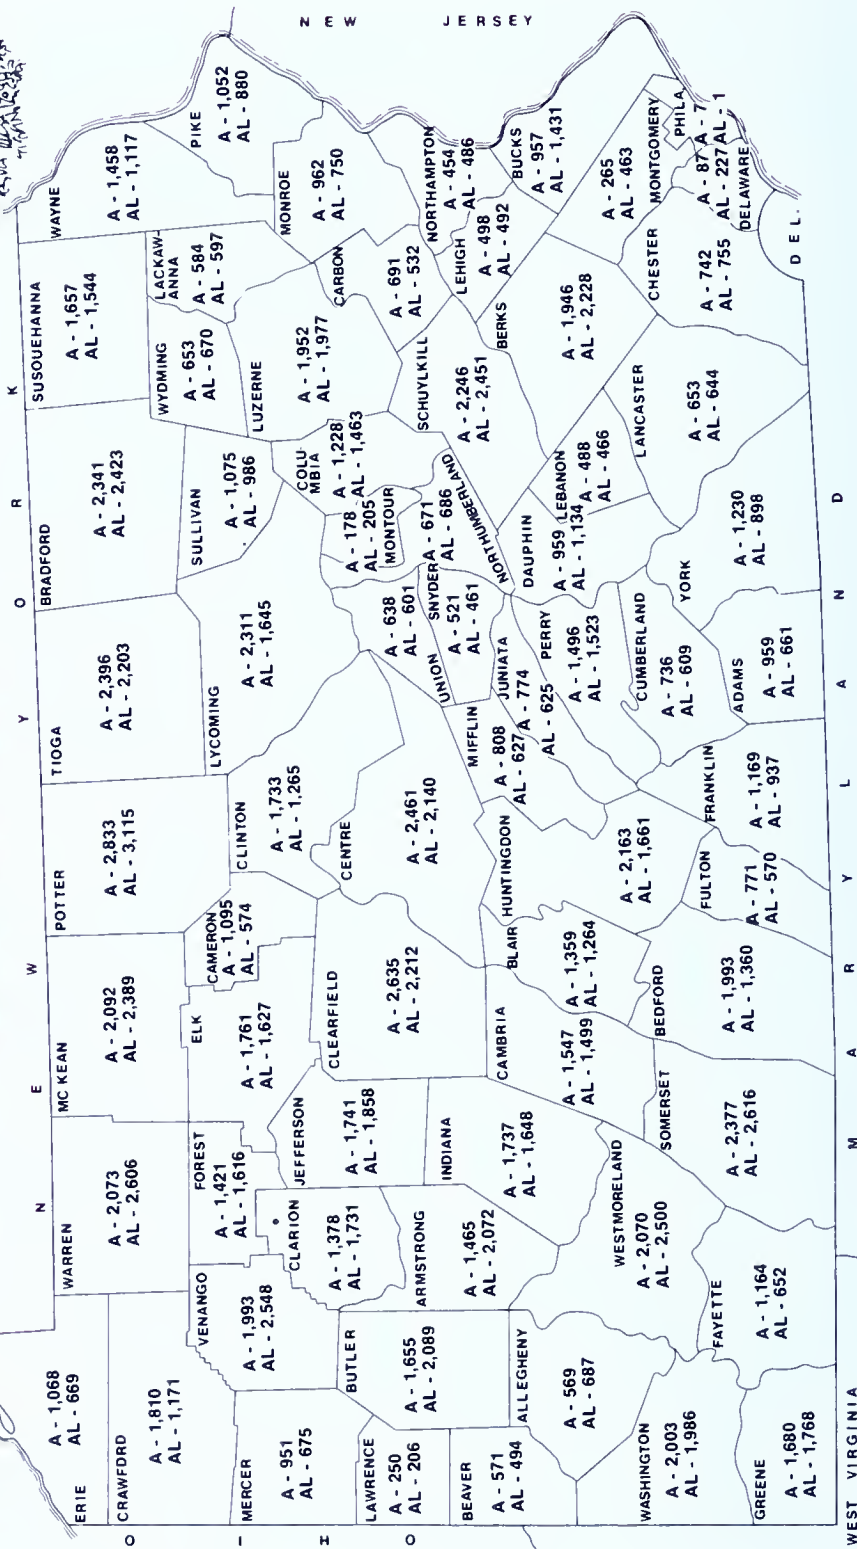 N E W Y O R K
N E W J E R S E Y
O H I O
M A R Y L A N D
WEST VIRGINIA
DEL.
ERIE
A - 1,068
AL - 669
CRAWFORD
A - 1,810
AL - 1,171
WARREN
A - 2,073
AL - 2,606
MC KEAN
A - 2,092
AL - 2,389
POTTER
A - 2,833
AL - 3,115
TIOGA
A - 2,396
AL - 2,203
BRADFORD
A - 2,341
AL - 2,423
SUSQUEHANNA
A - 1,657
AL - 1,544
WAYNE
A - 1,458
AL - 1,117
PIKE
A - 1,052
AL - 880
MERCER
A - 951
AL - 675
VENANGO
A - 1,993
AL - 2,548
FOREST
A - 1,421
AL - 1,616
ELK
A - 1,761
AL - 1,627
CAMERON
A - 1,095
AL - 574
CLINTON
A - 1,733
AL - 1,265
LYCOMING
A - 2,311
AL - 1,645
SULLIVAN
A - 1,075
AL - 986
WYOMING
A - 653
AL - 670
LACKAW-
ANNA
A - 584
AL - 597
LUZERNE
A - 1,952
AL - 1,977
MONROE
A - 962
AL - 750
CLARION
A - 1,378
AL - 1,731
JEFFERSON
A - 1,741
AL - 1,858
CLEARFIELD
A - 2,635
AL - 2,212
CENTRE
A - 2,461
AL - 2,140
UNION
A - 638
AL - 601
SNYDER
A - 521
AL - 461
MONTOUR
A - 178
AL - 205
COLU-
MBIA
A - 1,228
AL - 1,463
NORTHUMBERLAND
A - 671
AL - 686
CARBON
A - 691
AL - 532
SCHUYLKILL
A - 2,246
AL - 2,451
NORTHAMPTON
A - 454
AL - 486
LEHIGH
A - 498
AL - 492
BUCKS
A - 957
AL - 1,431
LAWRENCE
A - 250
AL - 206
BUTLER
A - 1,655
AL - 2,089
ARMSTRONG
A - 1,465
AL - 2,072
INDIANA
A - 1,737
AL - 1,648
CAMBRIA
A - 1,547
AL - 1,499
BLAIR
A - 1,359
AL - 1,264
HUNTINGDON
A - 2,163
AL - 1,661
MIFFLIN
A - 808
AL - 627
JUNIATA
A - 774
AL - 625
PERRY
A - 1,496
AL - 1,523
DAUPHIN
A - 959
AL - 1,134
LEBANON
A - 488
AL - 466
BERKS
A - 1,946
AL - 2,228
MONTGOMERY
A - 265
AL - 463
PHILA.
A - 7
AL - 1
BEAVER
A - 571
AL - 494
ALLEGHENY
A - 569
AL - 687
WESTMORELAND
A - 2,070
AL - 2,500
SOMERSET
A - 2,377
AL - 2,616
BEDFORD
A - 1,993
AL - 1,360
FULTON
A - 771
AL - 570
FRANKLIN
A - 1,169
AL - 937
CUMBERLAND
A - 736
AL - 609
ADAMS
A - 959
AL - 661
YORK
A - 1,230
AL - 898
LANCASTER
A - 653
AL - 644
CHESTER
A - 742
AL - 755
DELAWARE
A - 87
AL - 227
WASHINGTON
A - 2,003
AL - 1,986
GREENE
A - 1,680
AL - 1,768
FAYETTE
A - 1,164
AL - 652